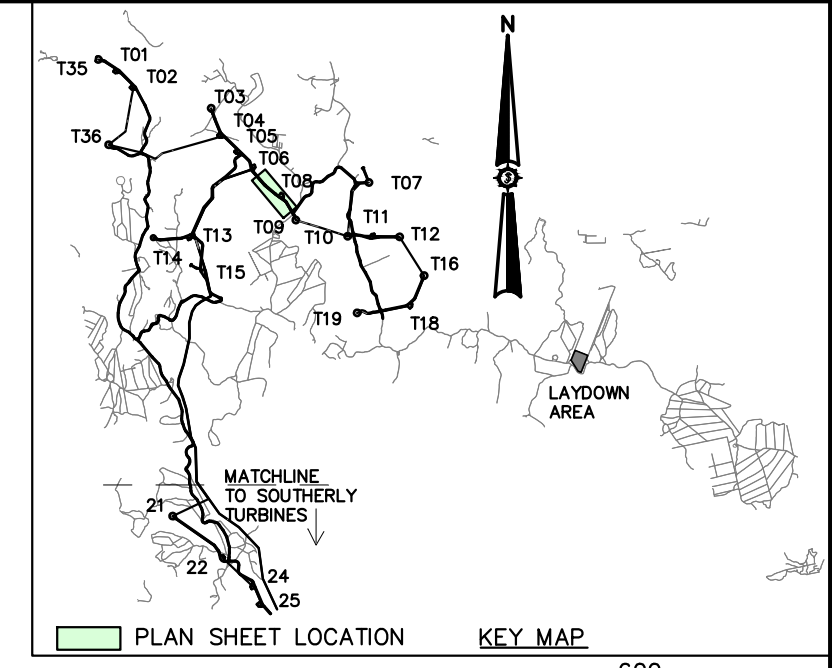 N
T01
T35
T02
T03
T04
T36
T05
T06
T08
T07
T09
T11
T10
T12
T13
T14
T15
T16
T19
T18
LAYDOWN
AREA
MATCHLINE
TO SOUTHERLY
TURBINES
21
22
24
25
PLAN SHEET LOCATION
KEY MAP